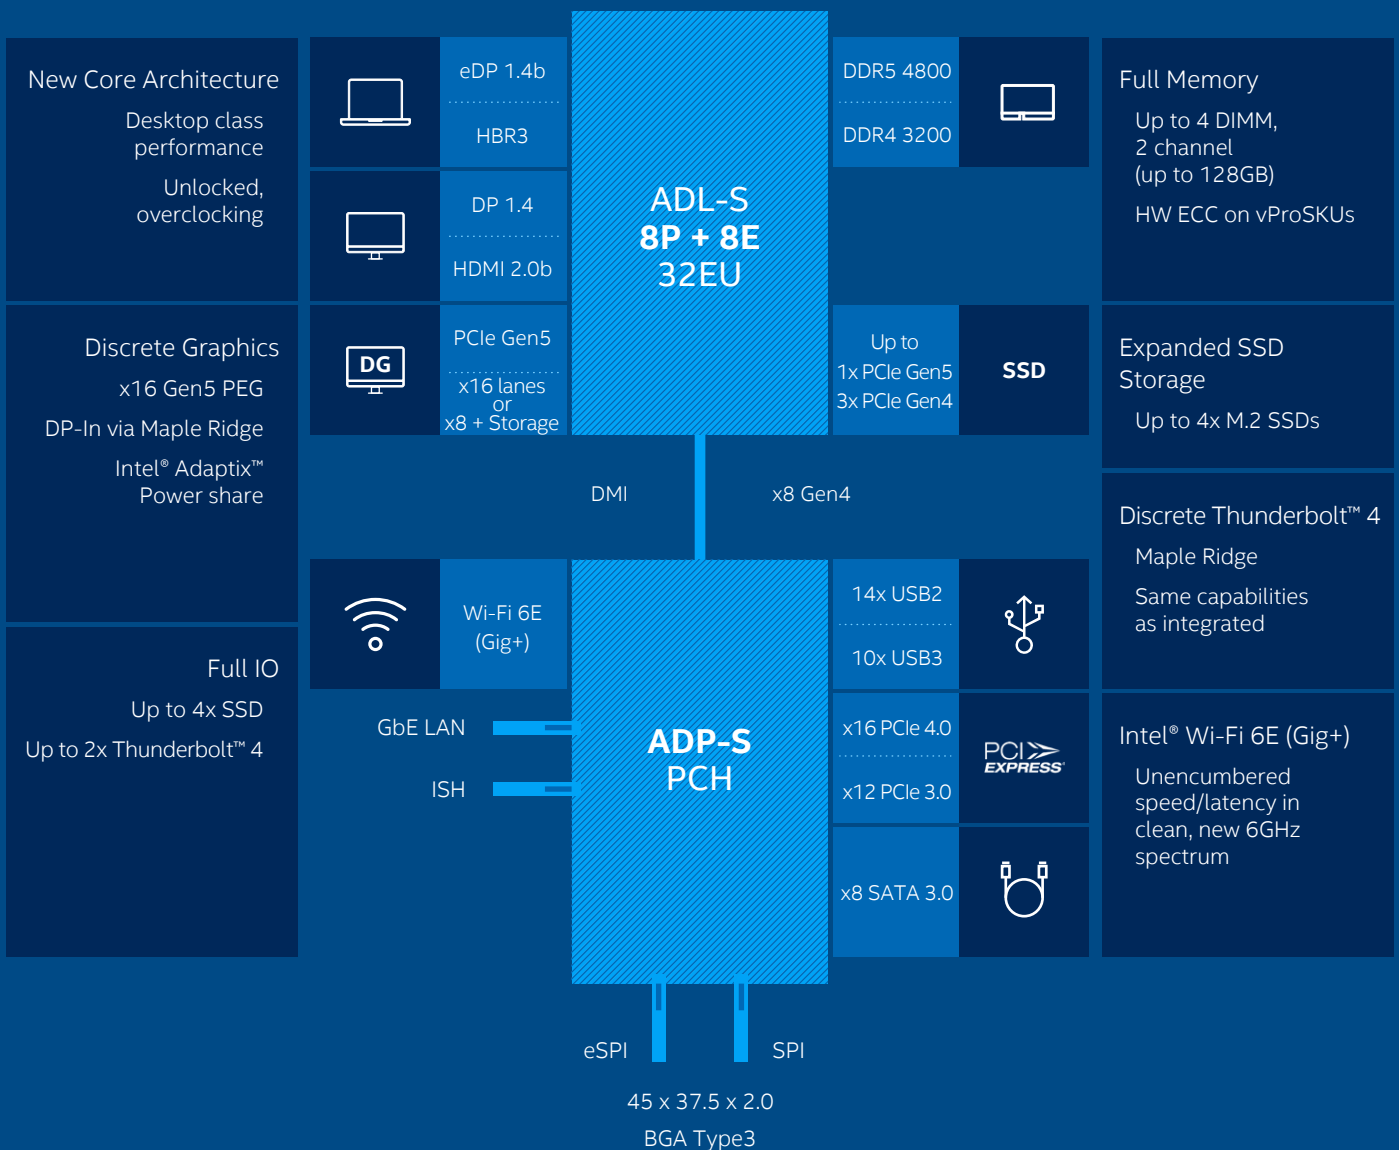 New Core Architecture
Desktop class
performance
Unlocked,
overclocking
Discrete Graphics
x16 Gen5 PEG
DP-In via Maple Ridge
Intel® Adaptix™
Power share
Full IO
Up to 4x SSD
Up to 2x Thunderbolt™ 4
eDP 1.4b
HBR3
DP 1.4
HDMI 2.0b
DG
PCIe Gen5
x16 lanes
or
x8 + Storage
ADL-S
8P + 8E
32EU
DDR5 4800
DDR4 3200
Up to
1x PCIe Gen5
3x PCIe Gen4
SSD
Full Memory
Up to 4 DIMM,
2 channel
(up to 128GB)
HW ECC on vProSKUs
Expanded SSD
Storage
Up to 4x M.2 SSDs
DMI
x8 Gen4
Discrete Thunderbolt™ 4
Maple Ridge
Same capabilities
as integrated
Wi-Fi 6E
(Gig+)
GbE LAN
ISH
ADP-S
PCH
14x USB2
10x USB3
x16 PCIe 4.0
x12 PCIe 3.0
PCI
EXPRESS®
x8 SATA 3.0
Intel® Wi-Fi 6E (Gig+)
Unencumbered
speed/latency in
clean, new 6GHz
spectrum
eSPI
SPI
45 x 37.5 x 2.0
BGA Type3